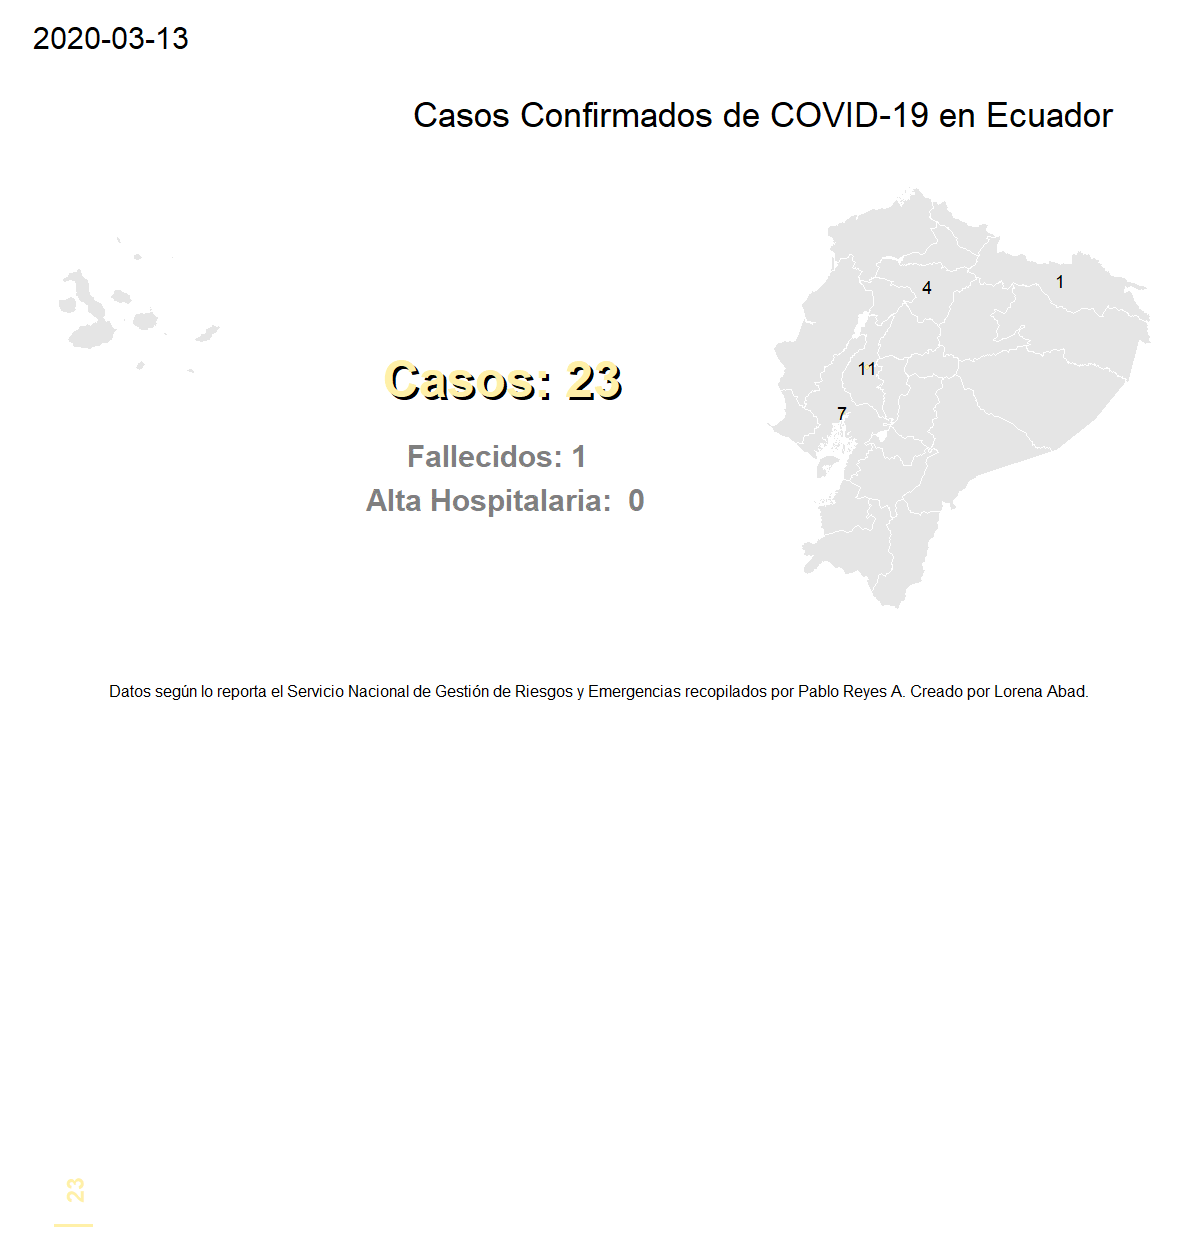 2020-03-13
Casos Confirmados de COVID-19 en Ecuador
4
1
11
7
Casos: 23
Fallecidos: 1
Alta Hospitalaria:  0
Datos según lo reporta el Servicio Nacional de Gestión de Riesgos y Emergencias recopilados por Pablo Reyes A. Creado por Lorena Abad.
23